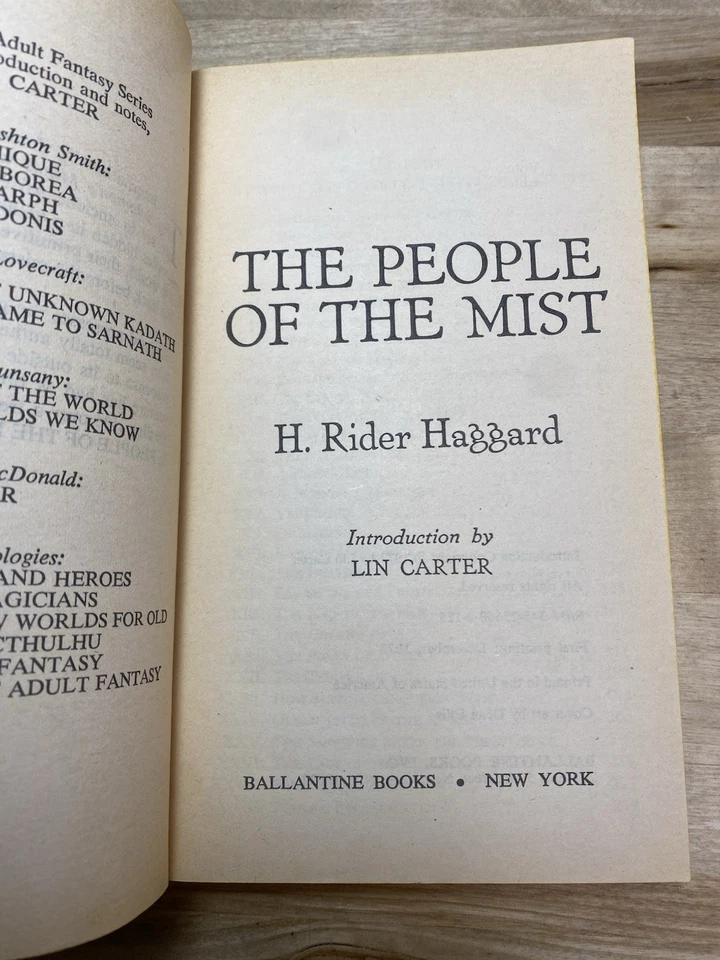 Adult Fantasy Series
oduction and notes,
CARTER
shton Smith:
IQUE
BOREA
ARPH
DONIS
Lovecraft:
UNKNOWN KADATH
AME TO SARNATH
unsany:
THE WORLD
LDS WE KNOW
cDonald:
R
ologies:
AND HEROES
AGICIANS
W WORLDS FOR OLD
CTHULHU
FANTASY
ADULT FANTASY
THE PEOPLE
OF THE MIST
H. Rider Haggard
Introduction by
LIN CARTER
BALLANTINE BOOKS • NEW YORK